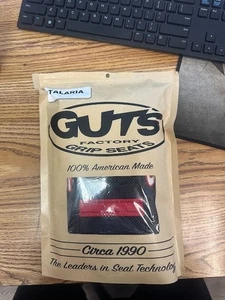 TALARIA
GUTS
FACTORY
GRIP SEATS
100% American Made
Circa 1990
The Leaders in Seat Technology